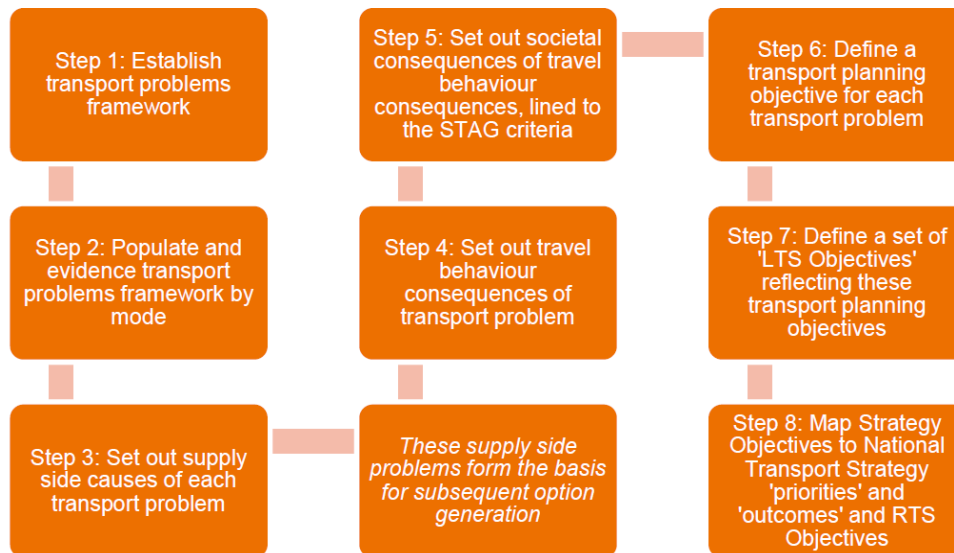 Step 1: Establish
transport problems
framework
Step 2: Populate and
evidence transport
problems framework by
mode
Step 3: Set out supply
side causes of each
transport problem
These supply side
problems form the basis
for subsequent option
generation
Step 4: Set out travel
behaviour
consequences of
transport problem
Step 5: Set out societal
consequences of travel
behaviour
consequences, lined to
the STAG criteria
Step 6: Define a
transport planning
objective for each
transport problem
Step 7: Define a set of
'LTS Objectives'
reflecting these
transport planning
objectives
Step 8: Map Strategy
Objectives to National
Transport Strategy
'priorities' and
'outcomes' and RTS
Objectives